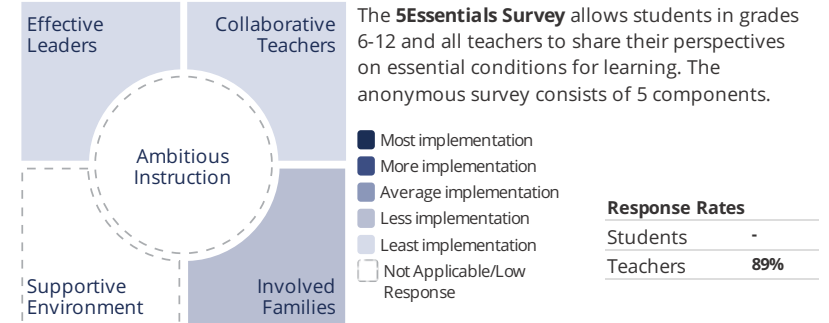 Effective
Leaders
Collaborative
Teachers
Ambitious
Instruction
Supportive
Environment
Involved
Families
The 5Essentials Survey allows students in grades
6-12 and all teachers to share their perspectives
on essential conditions for learning. The
anonymous survey consists of 5 components.
Most implementation
More implementation
Average implementation
Less implementation
Least implementation
Not Applicable/Low
Response
Response Rates
Students -
Teachers 89%